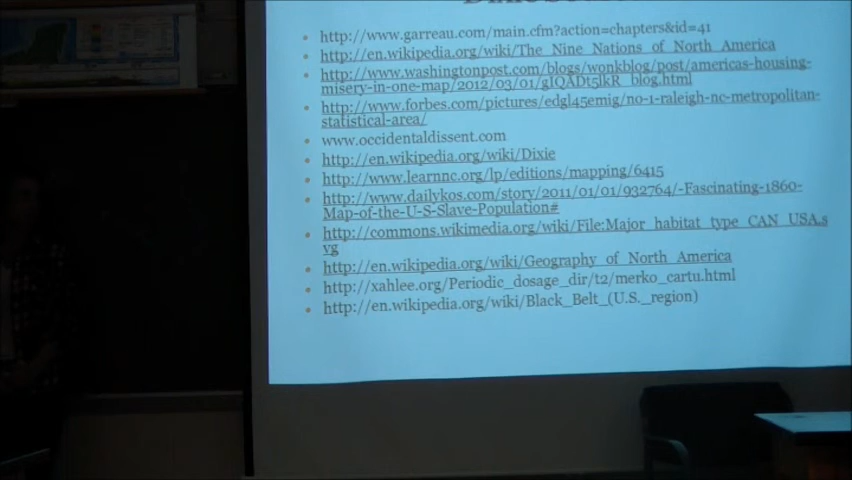 http://www.garreau.com/main.cfm?action=chapters&id=41
http://en.wikipedia.org/wiki/The_Nine_Nations_of_North_America
http://www.washingtonpost.com/blogs/wonkblog/post/americas-housing-
misery-in-one-map/2012/03/01/gIQADt5lkR_blog.html
http://www.forbes.com/pictures/edgl45emig/no-1-raleigh-nc-metropolitan-
statistical-area/
www.occidentaldissent.com
http://en.wikipedia.org/wiki/Dixie
http://www.learnnc.org/lp/editions/mapping/6415
http://www.dailykos.com/story/2011/01/01/932764/-Fascinating-1860-
Map-of-the-U-S-Slave-Population#
http://commons.wikimedia.org/wiki/File:Major_habitat_type_CAN_USA.s
vg
http://en.wikipedia.org/wiki/Geography_of_North_America
http://xahlee.org/Periodic_dosage_dir/t2/merko_cartu.html
http://en.wikipedia.org/wiki/Black_Belt_(U.S._region)